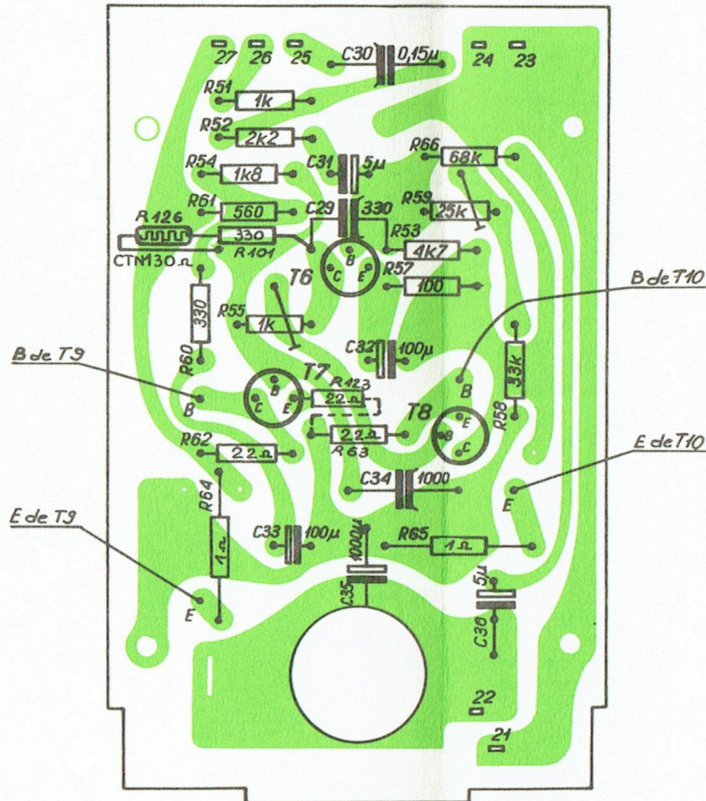 27 26 25
C30 0,15µ
24 23
R51 1k
R52 2k2
C31 5µ
R66 68k
R54 1k8
R59 25k
R61 560
C29 330
R53 4k7
R126
330
R101
CTN130Ω
T6
B
C E
R57 100
B de T10
R60 330
R55 1k
C32 100µ
R58 33k
B de T9
B
T7
B
C E
R123
22Ω
B
T8
E
B
C
22Ω
R63
R62 22Ω
E de T10
E
R64 1Ω
C34 1000
C33 100µ
1000µ
C35
R65 1Ω
E de T9
E
5µ
C36
22
21